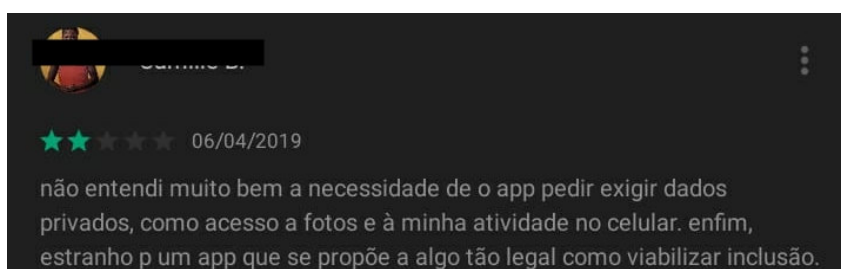 06/04/2019
não entendi muito bem a necessidade de o app pedir exigir dados
privados, como acesso a fotos e à minha atividade no celular. enfim,
estranho p um app que se propõe a algo tão legal como viabilizar inclusão.